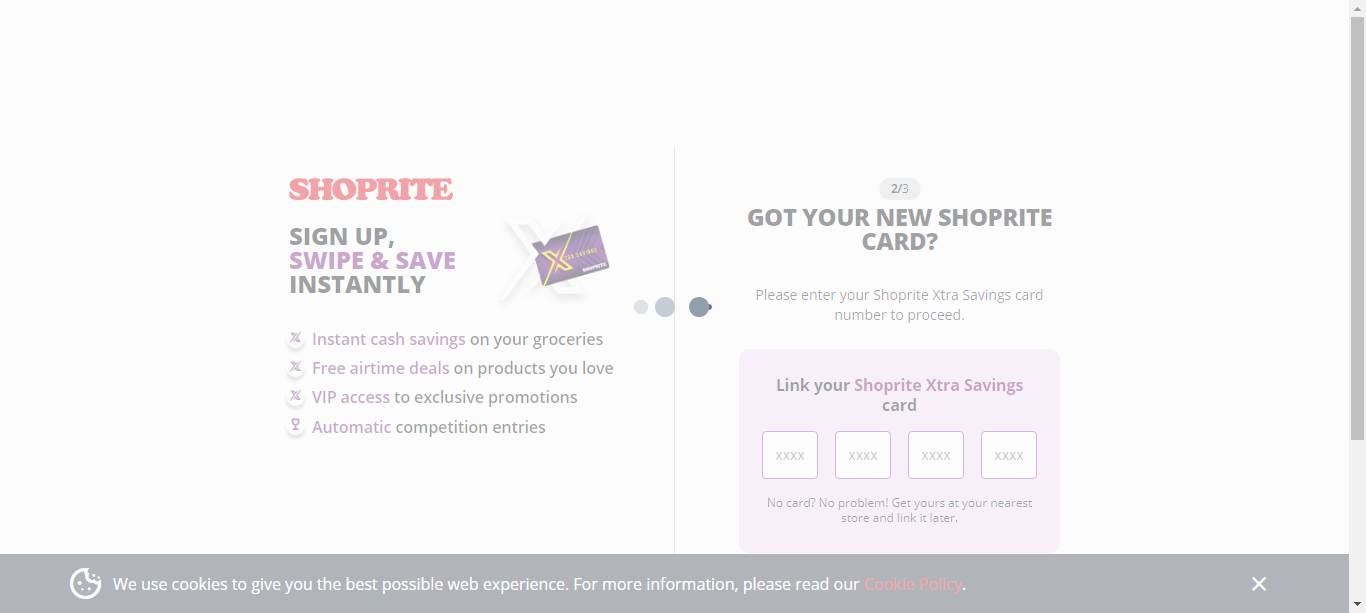 SHOPRITE
SIGN UP,
SWIPE & SAVE
INSTANTLY
XTRA SAVINGS
SHOPRITE
Instant cash savings on your groceries
Free airtime deals on products you love
VIP access to exclusive promotions
Automatic competition entries
2/3
GOT YOUR NEW SHOPRITE
CARD?
Please enter your Shoprite Xtra Savings card
number to proceed.
Link your Shoprite Xtra Savings
card
XXXX XXXX XXXX XXXX
No card? No problem! Get yours at your nearest
store and link it later.
We use cookies to give you the best possible web experience. For more information, please read our Cookie Policy.